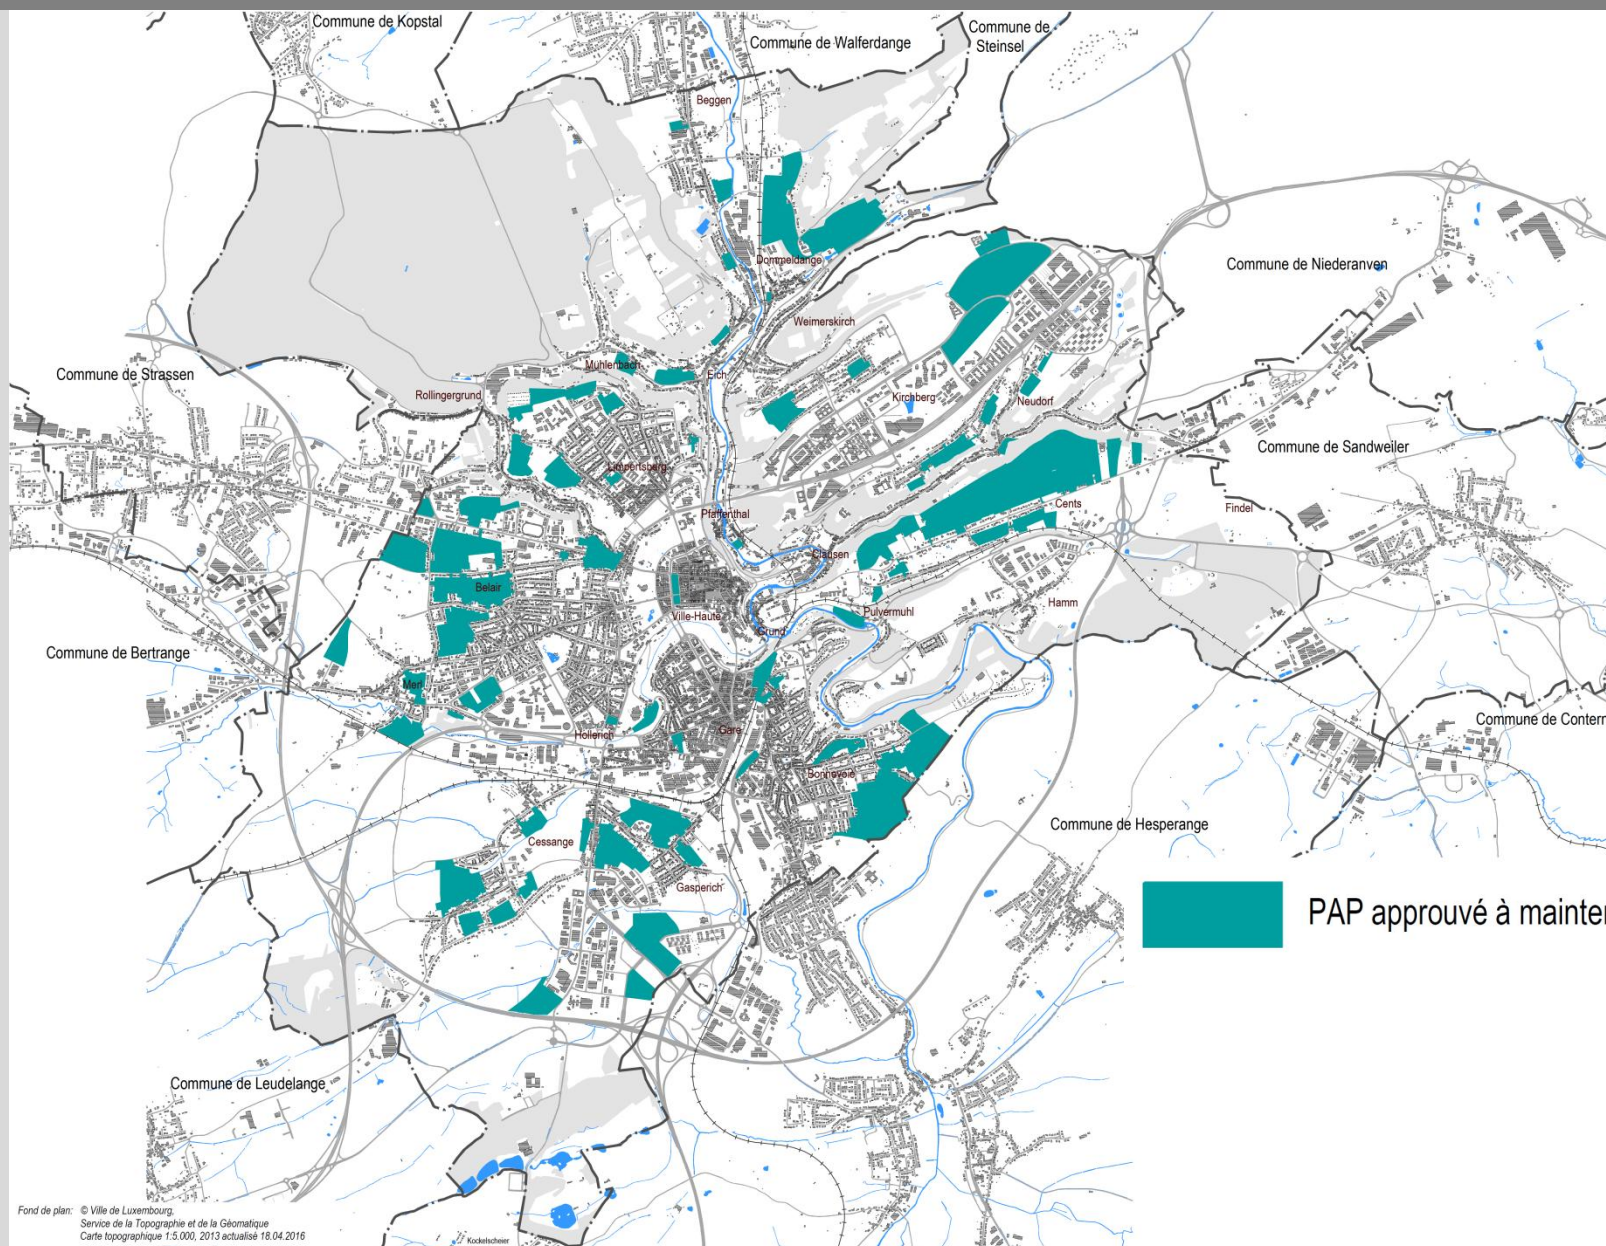 Commune de Kopstal
Commune de Walferdange
Commune de
Steinsel
Beggen
Dommeldange
Commune de Niederanven
Weimerskirch
Commune de Strassen
Mühlenbach
Eich
Rollingergrund
Kirchberg
Neudorf
Commune de Sandweiler
Limpertsberg
Pfaffenthal
Cents
Findel
Clausen
Belair
Ville-Haute
Pulvermuhl
Hamm
Grund
Commune de Bertrange
Merl
Commune de Contern
Hollerich
Gare
Bonnevoie
Commune de Hesperange
Cessange
Gasperich
PAP approuvé à mainter
Commune de Leudelange
Fond de plan: © Ville de Luxembourg,
Service de la Topographie et de la Géomatique
Carte topographique 1:5.000, 2013 actualisé 18.04.2016
Kockelscheier